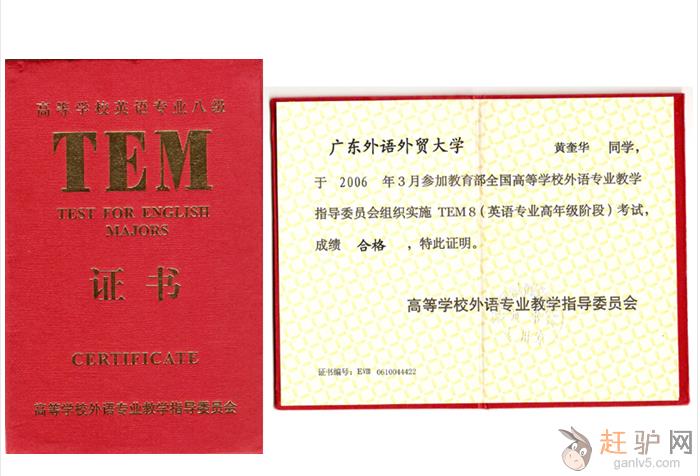 高等学校英语专业八级
TEM
TEST FOR ENGLISH
MAJORS
证书
CERTIFICATE
高等学校外语专业教学指导委员会
广东外语外贸大学 黄奎华 同学,
于 2006 年3月参加教育部全国高等学校外语专业教学
指导委员会组织实施 TEM8(英语专业高年级阶段)考试,
成绩 合格 ,特此证明。
高等学校外语专业教学指导委员会
证书编号: EⅧ 0610044422
赶驴网
ganlv5.com